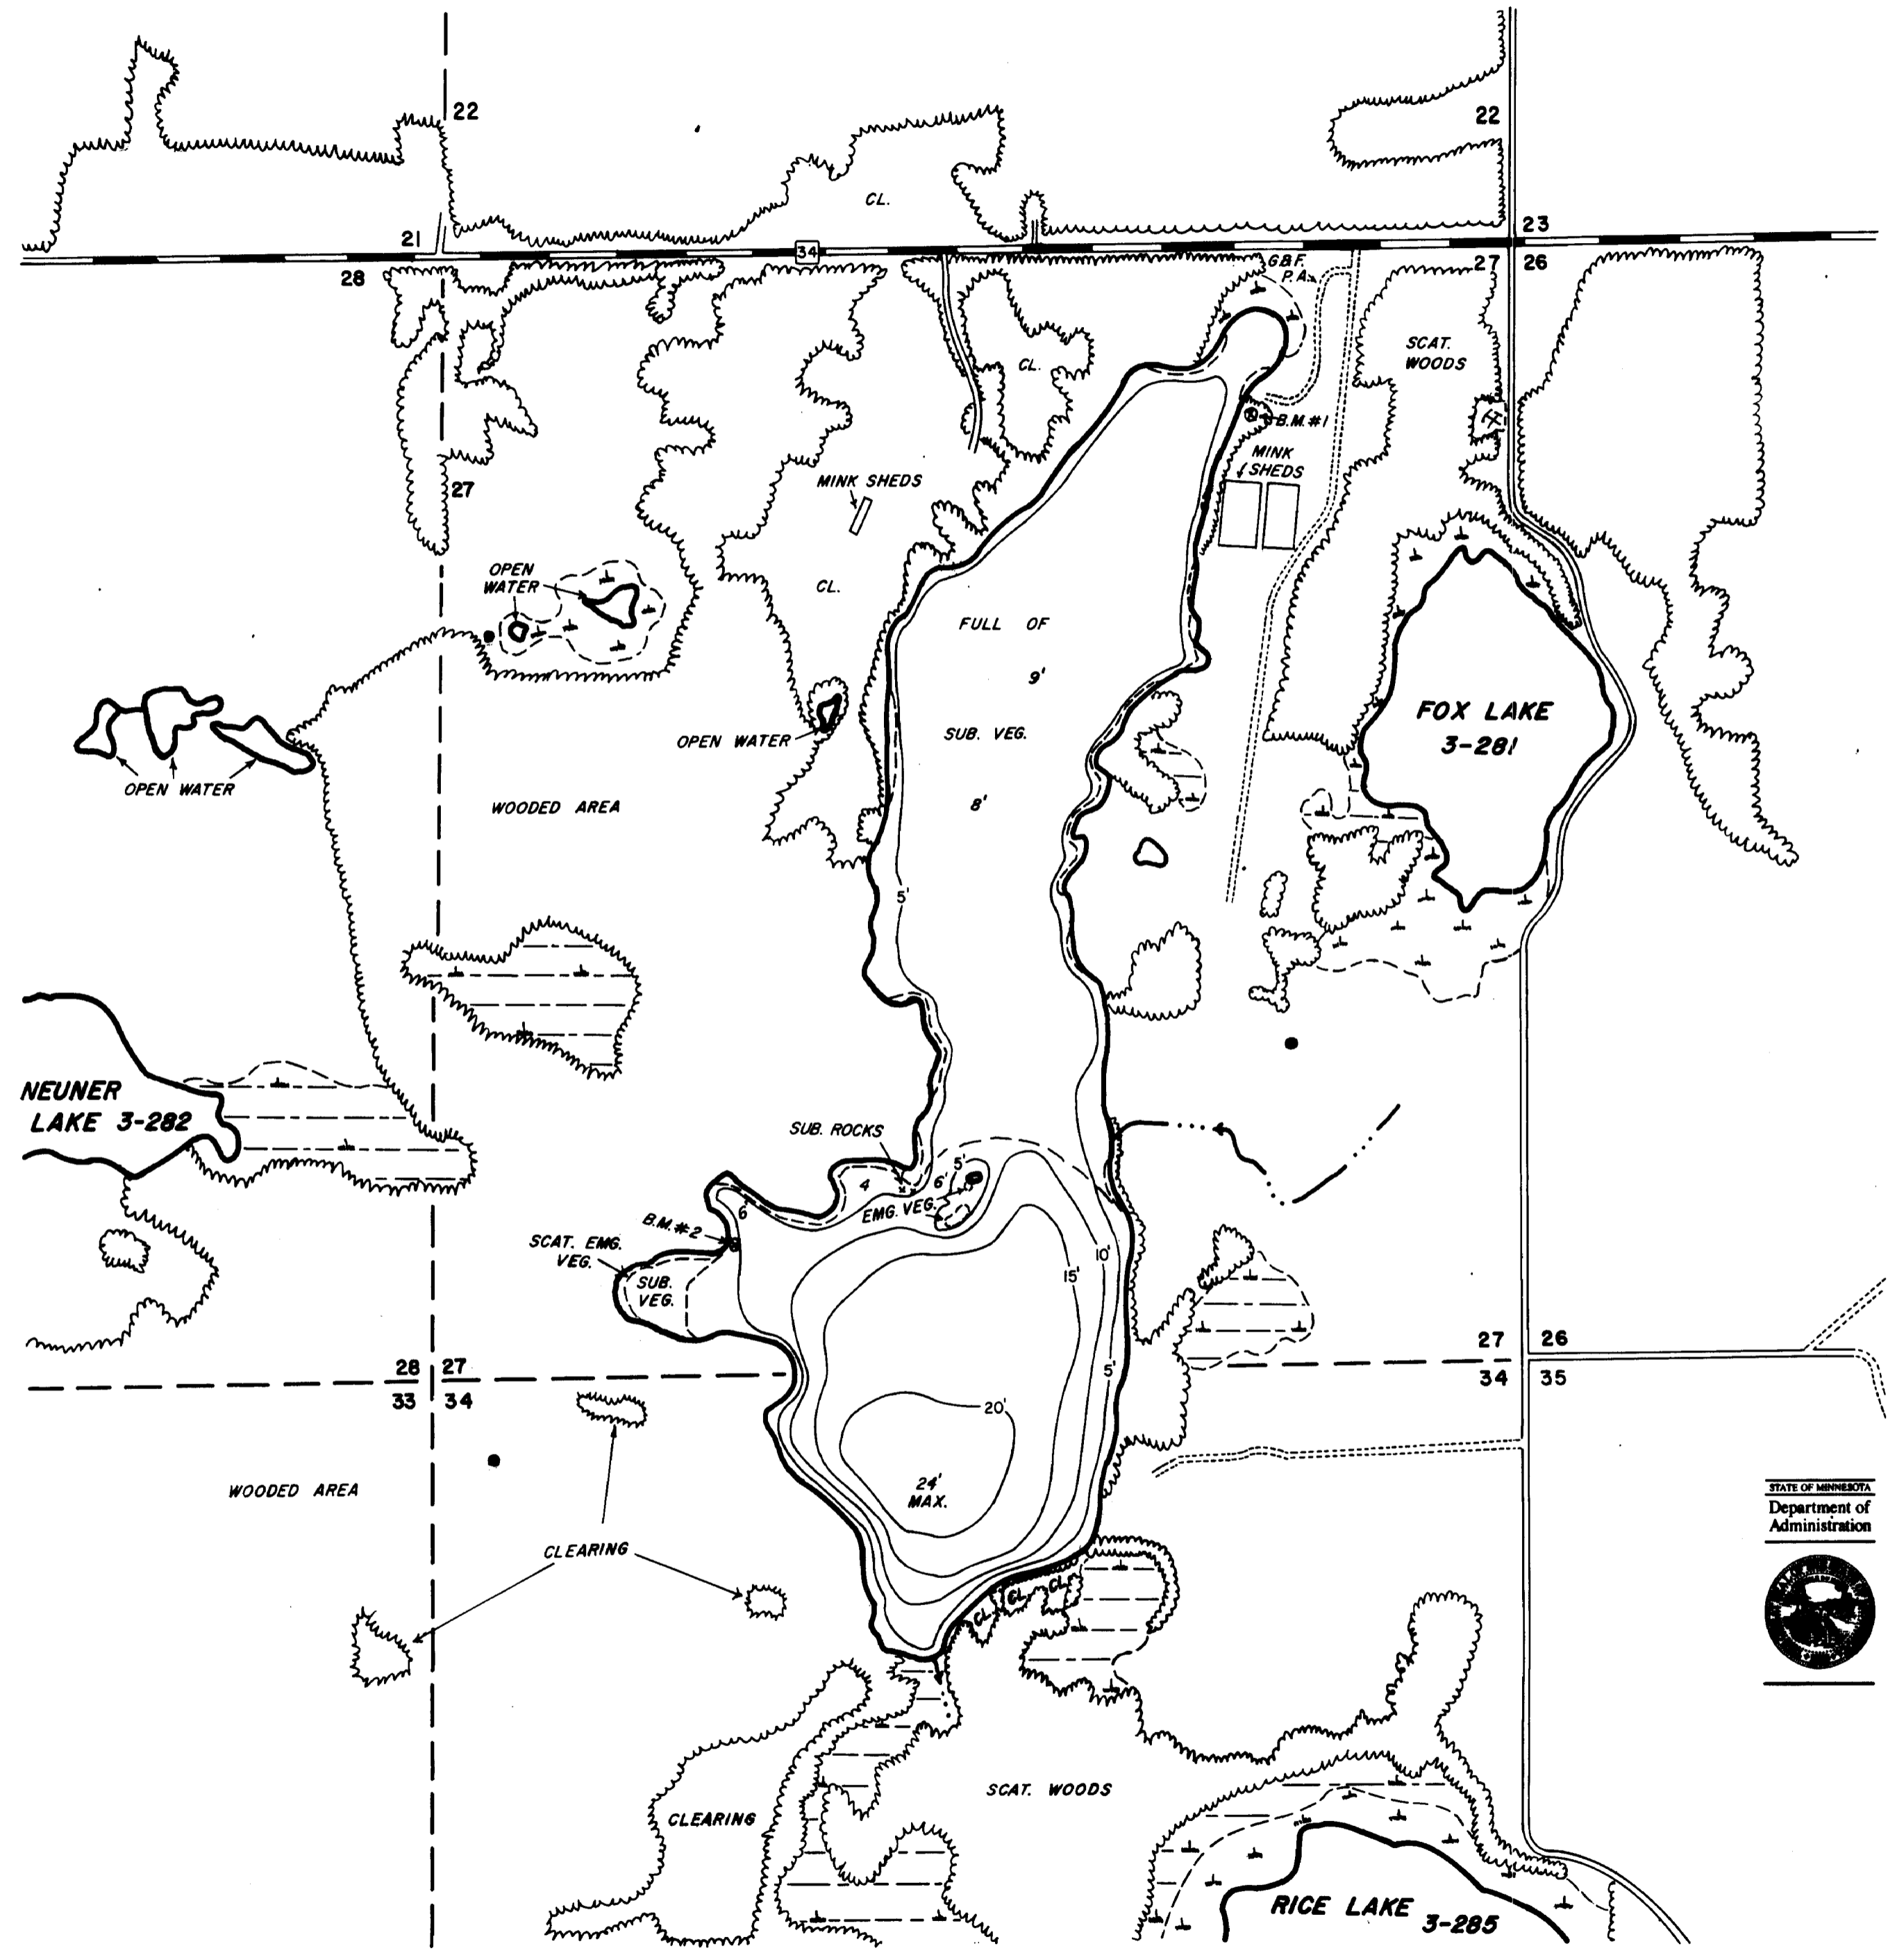 22
22
CL.
21
34
23
28
G.&F.
P.A.
27 26
SCAT.
WOODS
CL.
B.M.#1
MINK
SHEDS
MINK SHEDS
27
OPEN
WATER
CL.
FULL OF
9'
SUB. VEG.
FOX LAKE
3-281
OPEN WATER
OPEN WATER
WOODED AREA
8'
5'
NEUNER
LAKE 3-282
SUB. ROCKS
5'
4
6'
EMG. VEG.
6'
B.M.#2
SCAT. EMG.
VEG.
SUB.
VEG.
10'
15'
27 26
28 27
5'
34 35
33 34
20'
24'
MAX.
WOODED AREA
STATE OF MINNESOTA
Department of
Administration
CLEARING
CL.
CL.
CL.
SCAT. WOODS
CLEARING
RICE LAKE
3-285